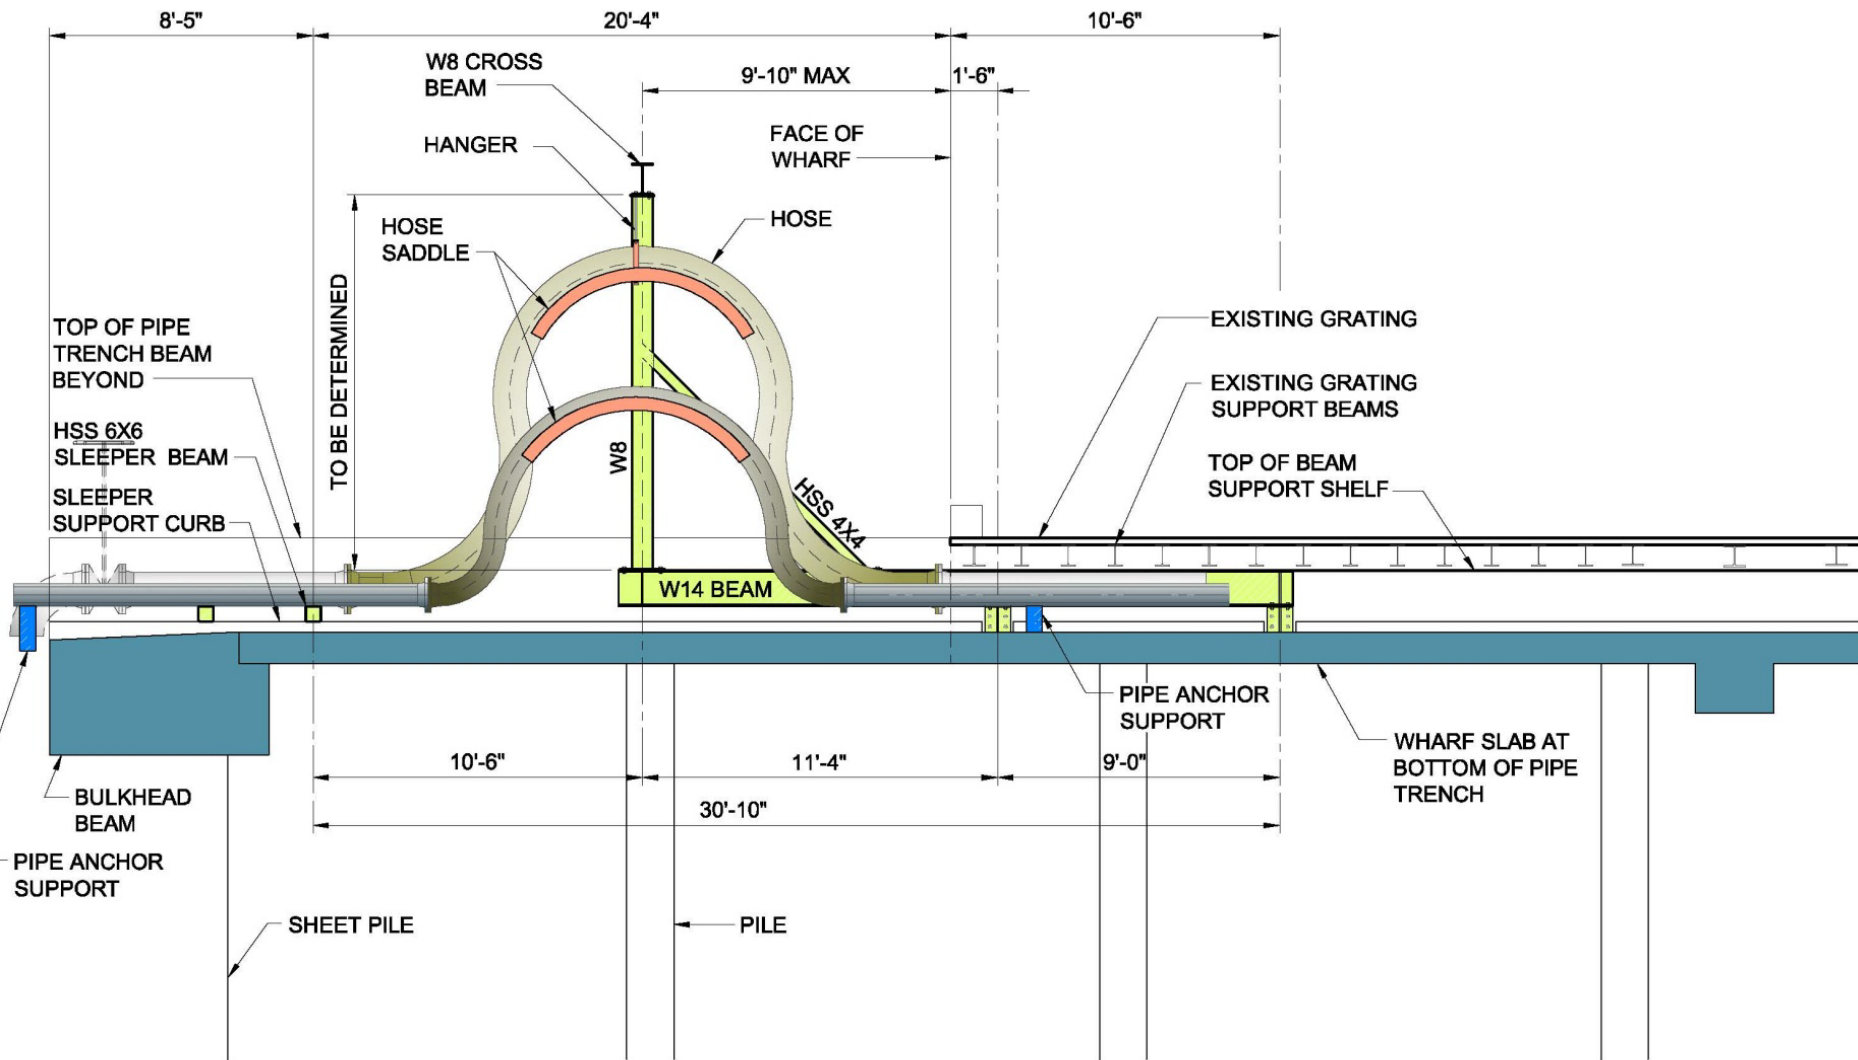 8'-5"
20'-4"
10'-6"
W8 CROSS
BEAM
9'-10" MAX
1'-6"
HANGER
FACE OF
WHARF
HOSE
SADDLE
HOSE
TO BE DETERMINED
TOP OF PIPE
TRENCH BEAM
BEYOND
EXISTING GRATING
EXISTING GRATING
SUPPORT BEAMS
HSS 6X6
SLEEPER BEAM
W8
TOP OF BEAM
SUPPORT SHELF
SLEEPER
SUPPORT CURB
HSS 4X4
W14 BEAM
PIPE ANCHOR
SUPPORT
WHARF SLAB AT
BOTTOM OF PIPE
TRENCH
10'-6"
11'-4"
9'-0"
30'-10"
BULKHEAD
BEAM
PIPE ANCHOR
SUPPORT
SHEET PILE
PILE